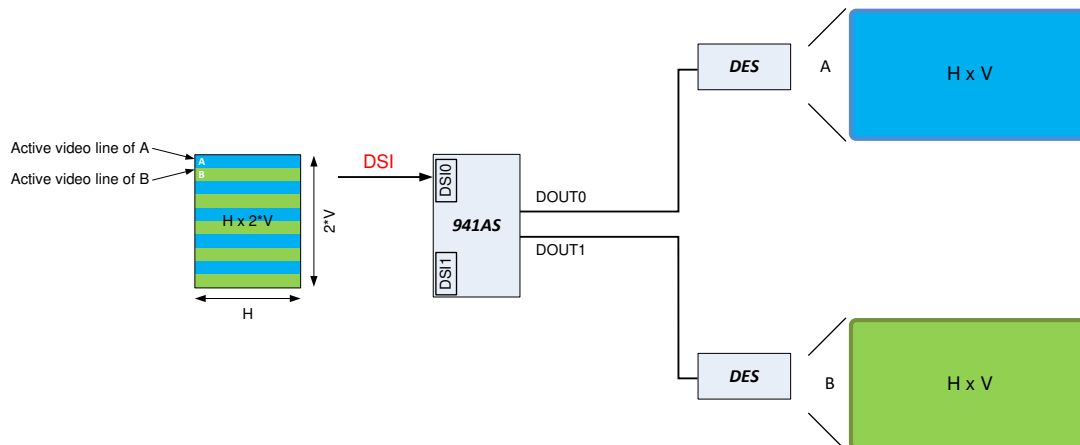 Active video line of A
Active video line of B
A
B
H x 2*V
2*V
H
DSI
DSI0
941AS
DSI1
DOUT0
DOUT1
DES
A
H x V
DES
B
H x V